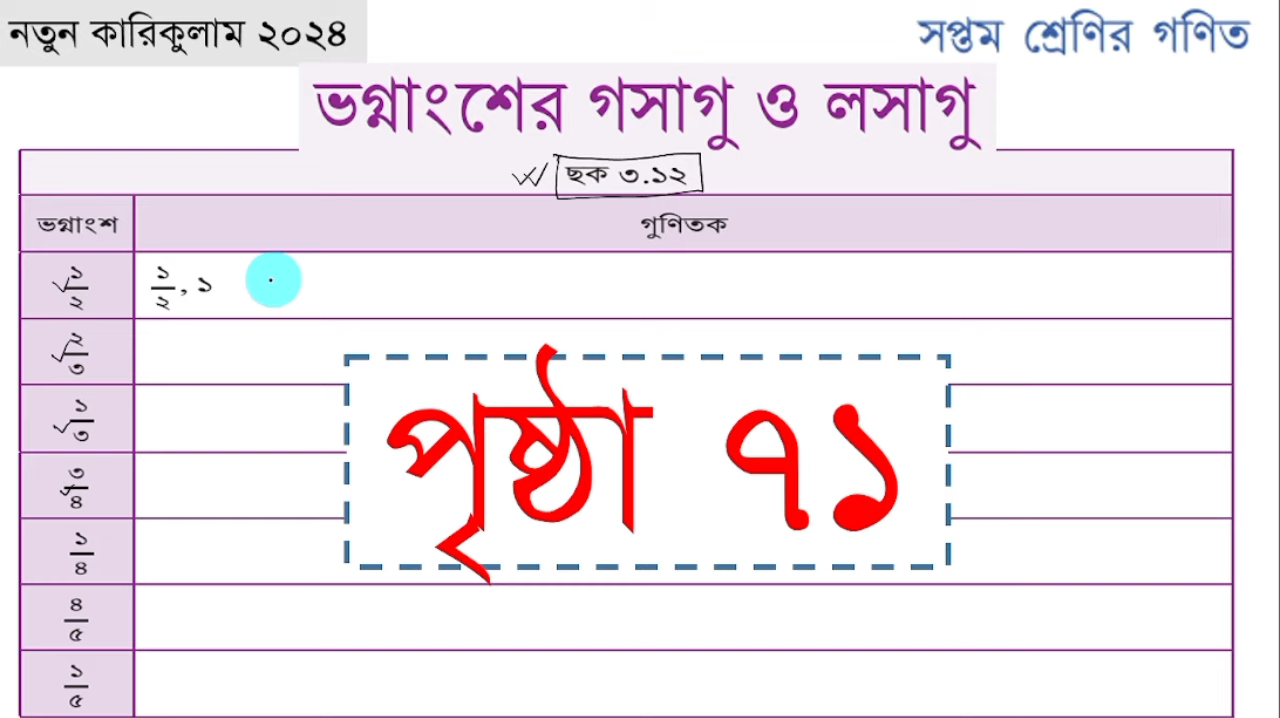 নতুন কারিকুলাম ২০২৪
সপ্তম শ্রেণির গণিত
ভগ্নাংশের গসাগু ও লসাগু
ছক ৩.১২
ভগ্নাংশ গুণিতক
১/২ ১/২, ১
২/৩
১/৩
৩/৪
১/৪
৪/৫
১/৫
পৃষ্ঠা ৭১